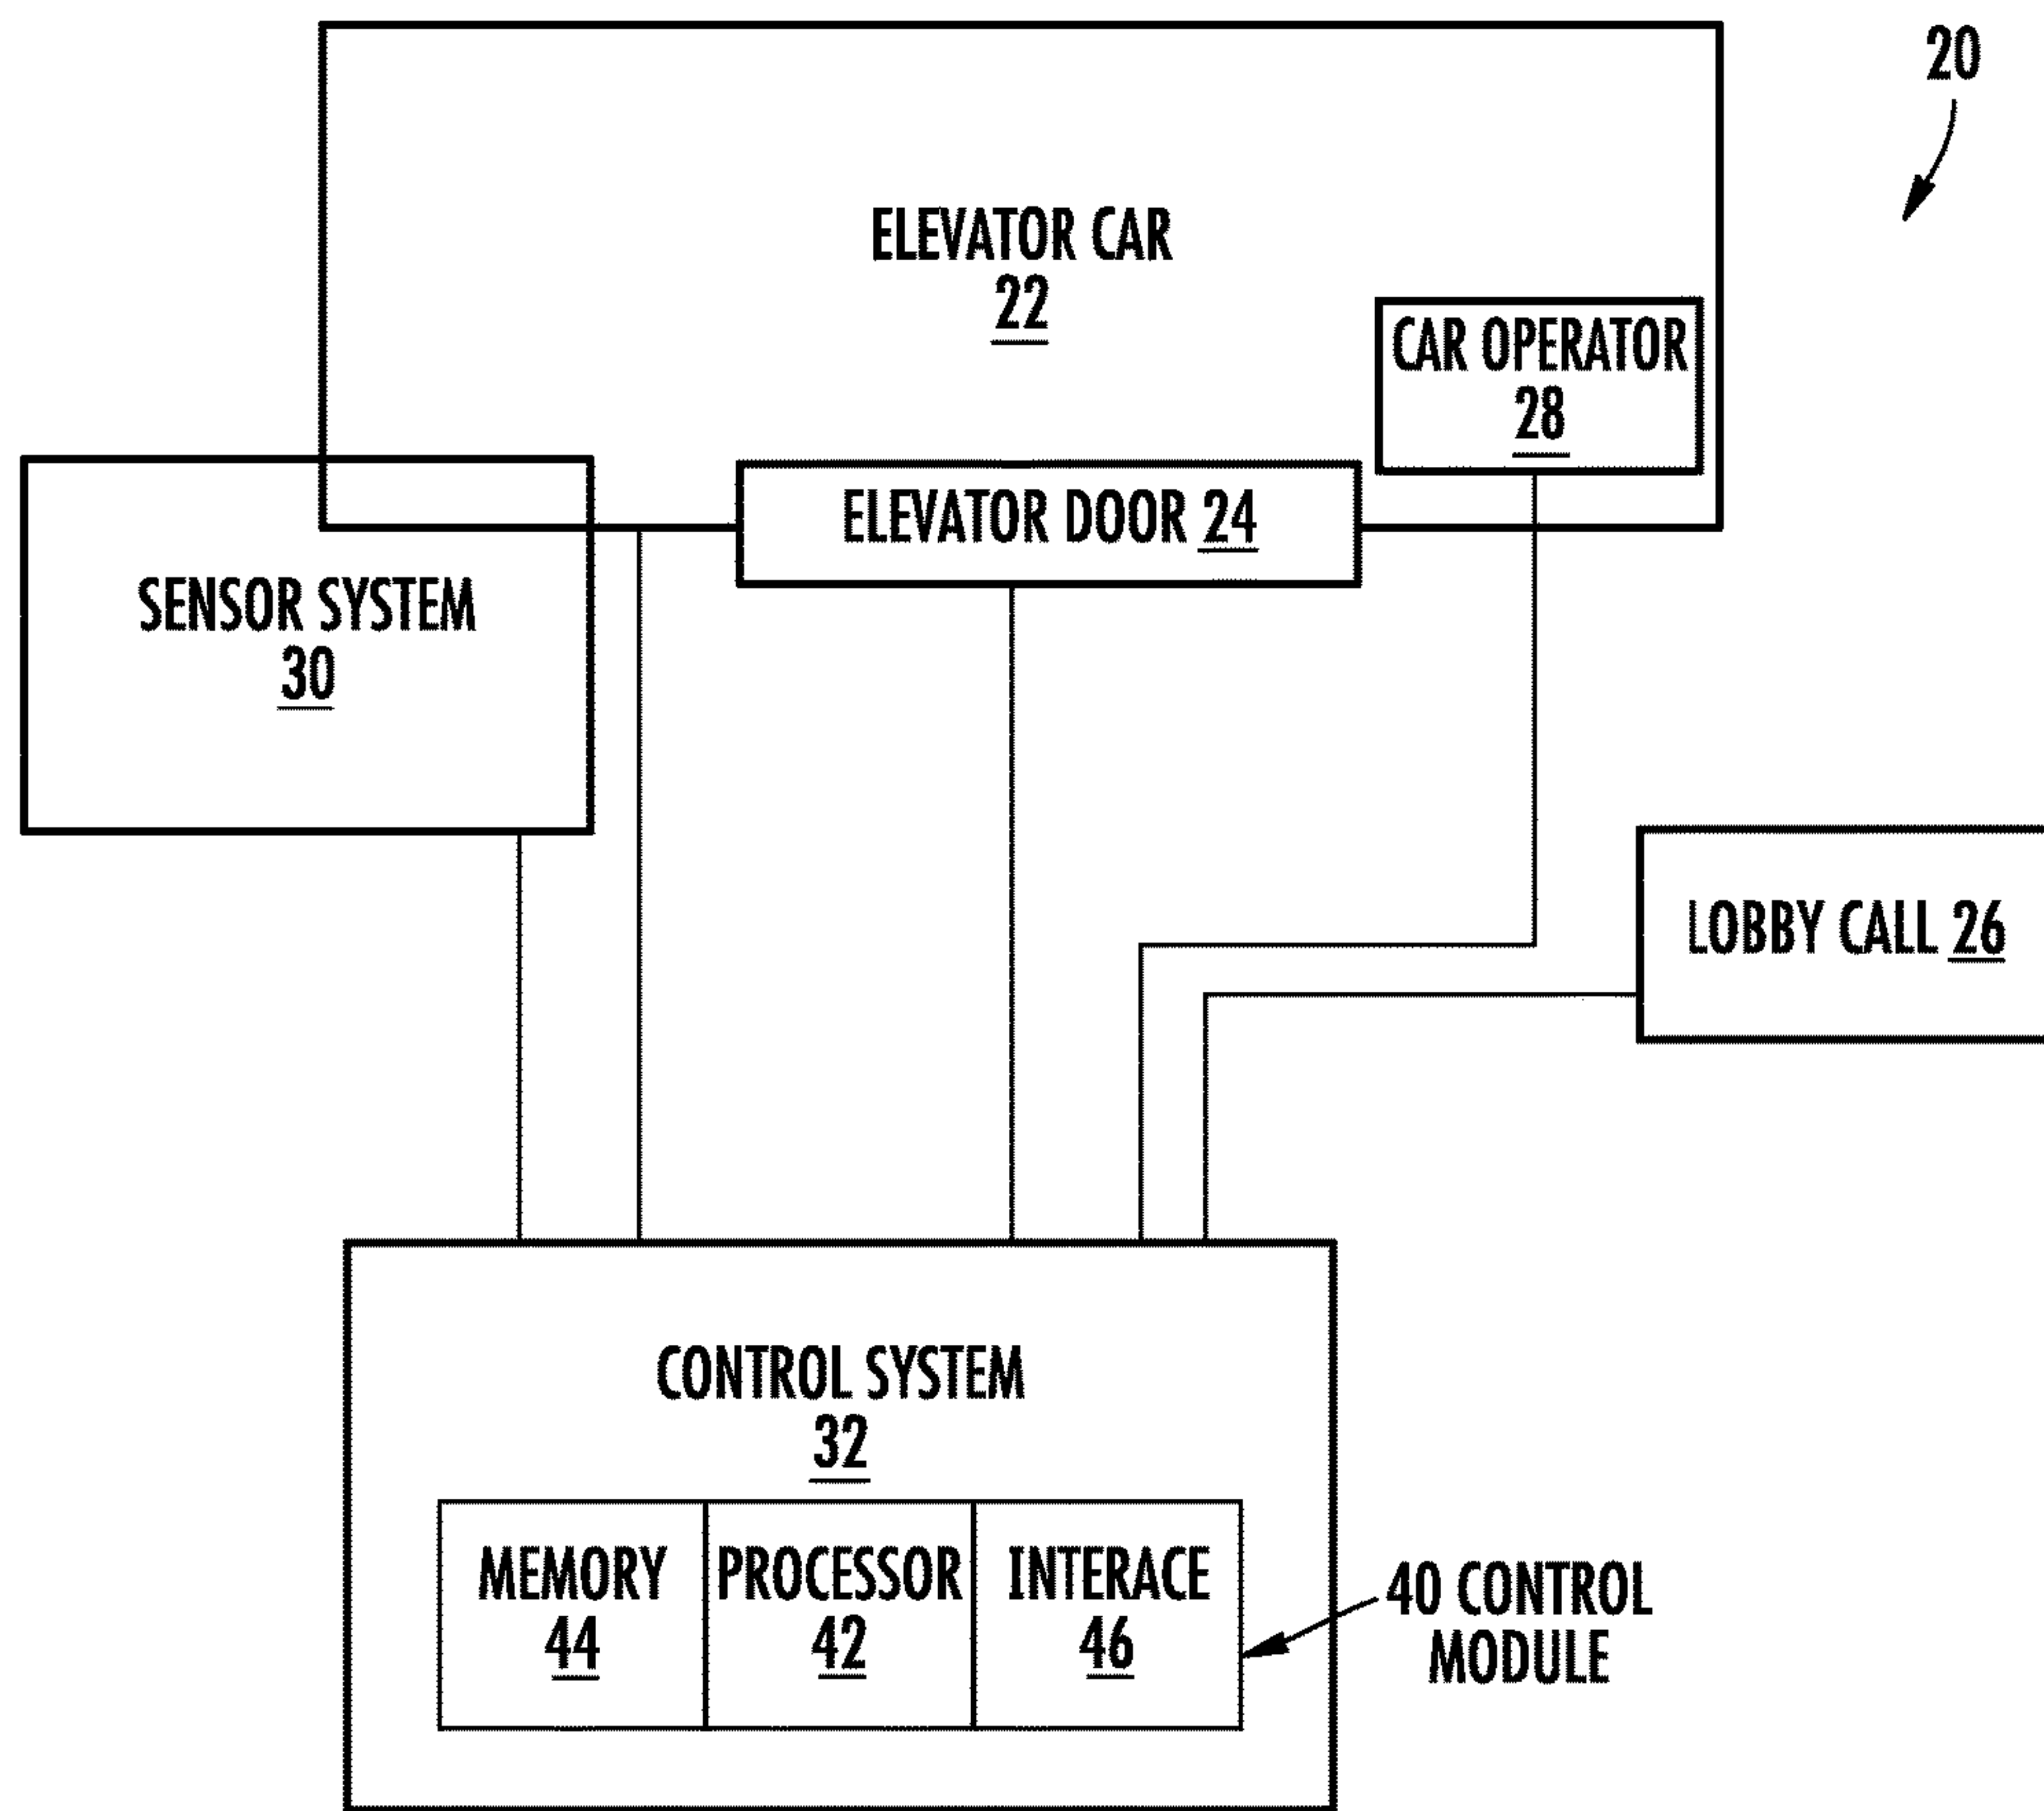 20
ELEVATOR CAR
22
CAR OPERATOR
28
ELEVATOR DOOR 24
SENSOR SYSTEM
30
LOBBY CALL 26
CONTROL SYSTEM
32
MEMORY
44
PROCESSOR
42
INTERACE
46
40 CONTROL
MODULE